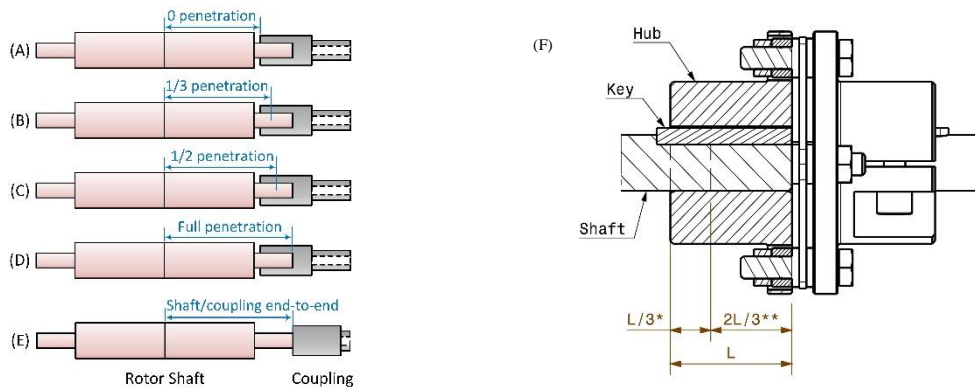 (A)
0 penetration
(B)
1/3 penetration
(C)
1/2 penetration
(D)
Full penetration
(E)
Shaft/coupling end-to-end
Rotor Shaft
Coupling
(F)
Hub
Key
Shaft
L/3*
2L/3**
L